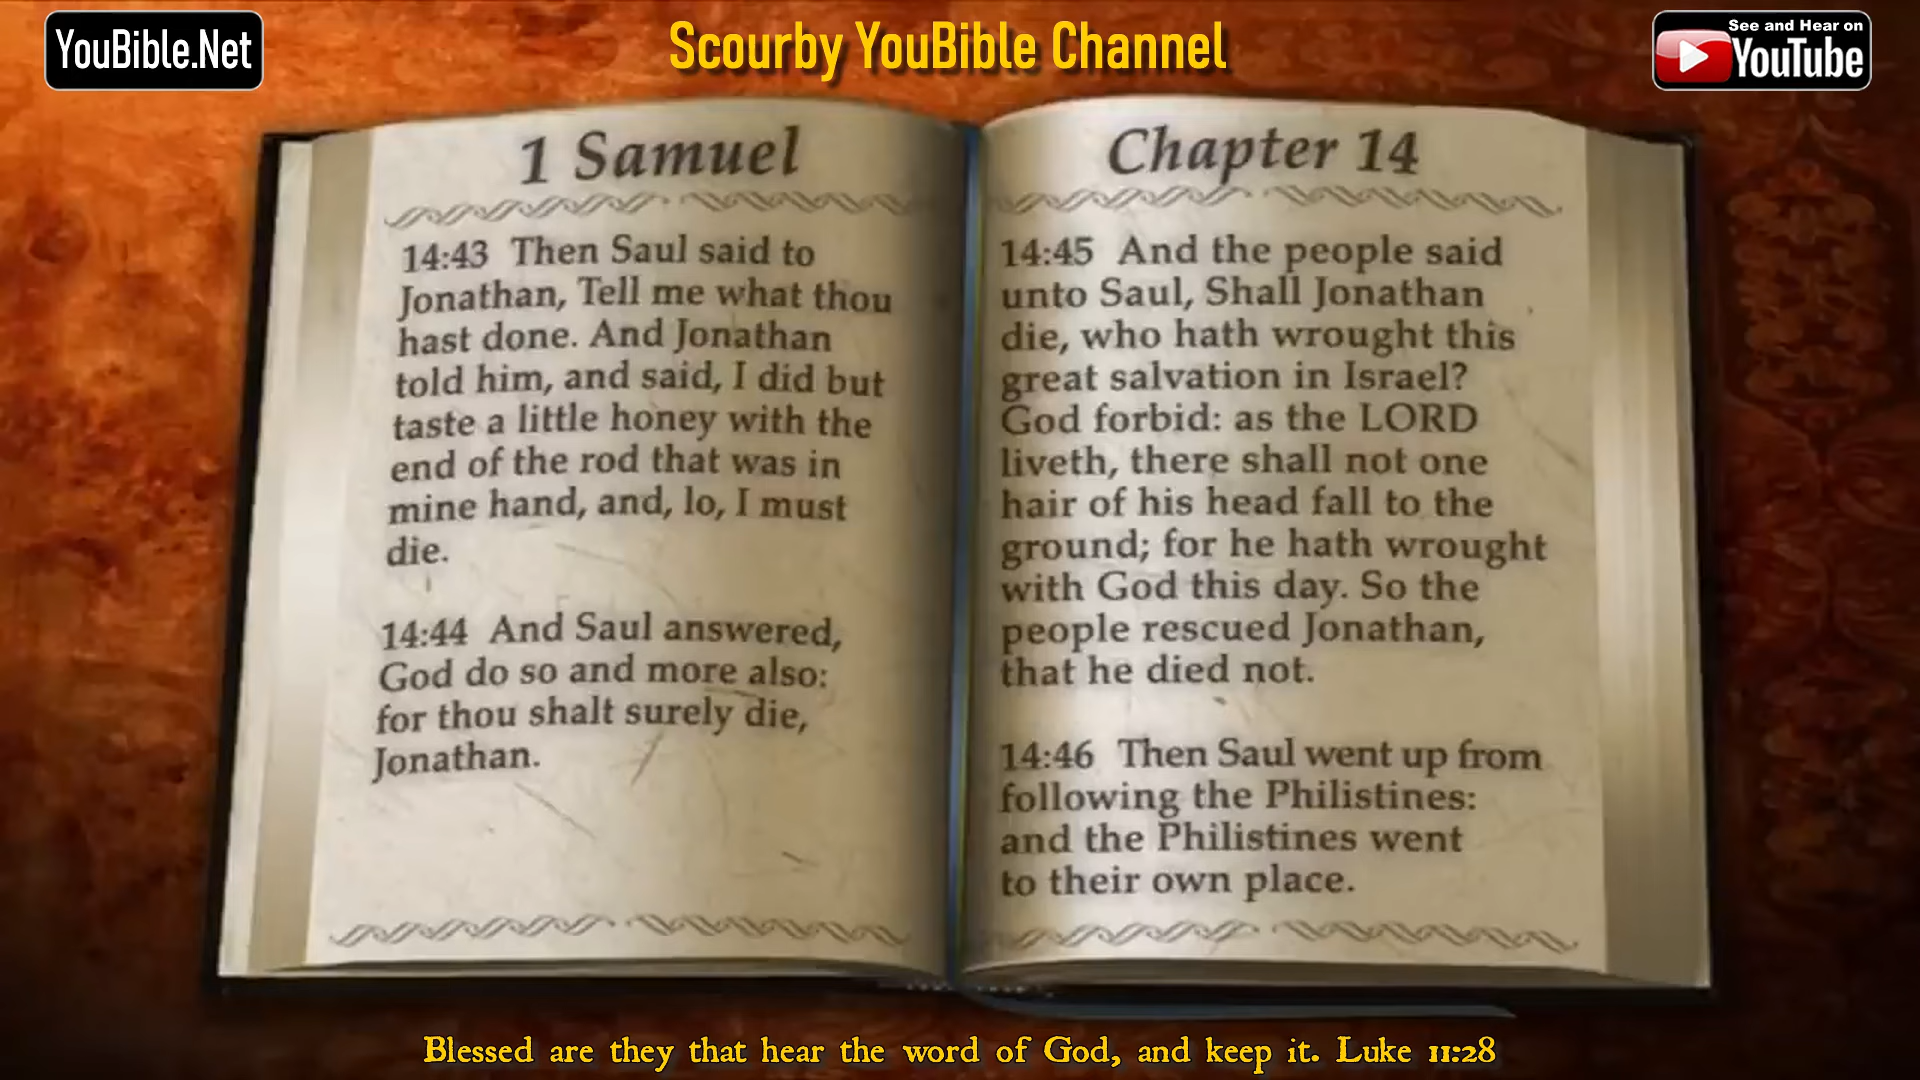 YouBible.Net
Scourby YouBible Channel
See and Hear on
YouTube
1 Samuel
14:43 Then Saul said to
Jonathan, Tell me what thou
hast done. And Jonathan
told him, and said, I did but
taste a little honey with the
end of the rod that was in
mine hand, and, lo, I must
die.
14:44 And Saul answered,
God do so and more also:
for thou shalt surely die,
Jonathan.
Chapter 14
14:45 And the people said
unto Saul, Shall Jonathan
die, who hath wrought this
great salvation in Israel?
God forbid: as the LORD
liveth, there shall not one
hair of his head fall to the
ground; for he hath wrought
with God this day. So the
people rescued Jonathan,
that he died not.
14:46 Then Saul went up from
following the Philistines:
and the Philistines went
to their own place.
Blessed are they that hear the word of God, and keep it. Luke 11:28